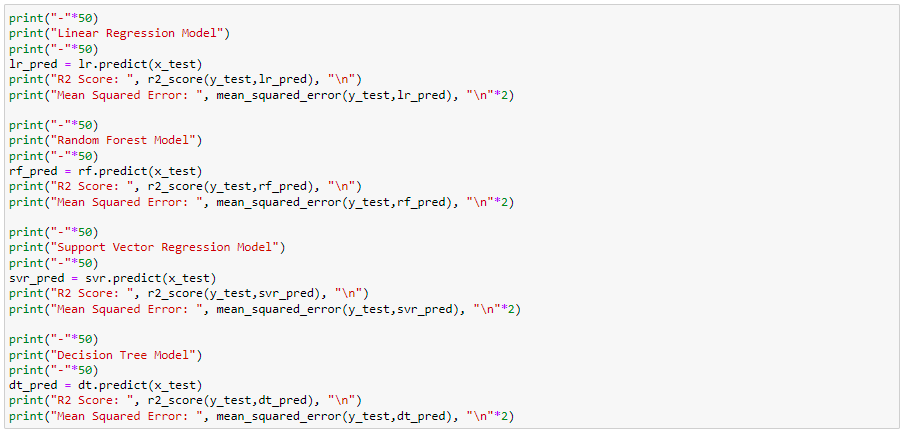 print("-"*50)
print("Linear Regression Model")
print("-"*50)
lr_pred = lr.predict(x_test)
print("R2 Score: ", r2_score(y_test,lr_pred), "\n")
print("Mean Squared Error: ", mean_squared_error(y_test,lr_pred), "\n"*2)
print("-"*50)
print("Random Forest Model")
print("-"*50)
rf_pred = rf.predict(x_test)
print("R2 Score: ", r2_score(y_test,rf_pred), "\n")
print("Mean Squared Error: ", mean_squared_error(y_test,rf_pred), "\n"*2)
print("-"*50)
print("Support Vector Regression Model")
print("-"*50)
svr_pred = svr.predict(x_test)
print("R2 Score: ", r2_score(y_test,svr_pred), "\n")
print("Mean Squared Error: ", mean_squared_error(y_test,svr_pred), "\n"*2)
print("-"*50)
print("Decision Tree Model")
print("-"*50)
dt_pred = dt.predict(x_test)
print("R2 Score: ", r2_score(y_test,dt_pred), "\n")
print("Mean Squared Error: ", mean_squared_error(y_test,dt_pred), "\n"*2)